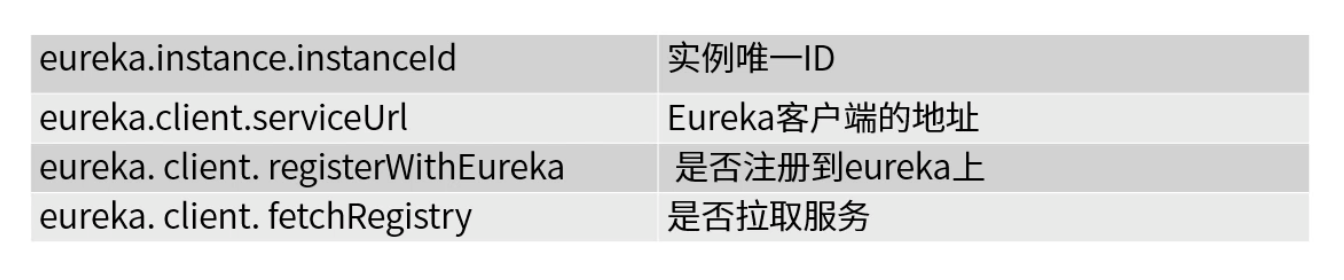 eureka.instance.instanceId 实例唯一ID
eureka.client.serviceUrl Eureka客户端的地址
eureka. client. registerWithEureka 是否注册到eureka上
eureka. client. fetchRegistry 是否拉取服务